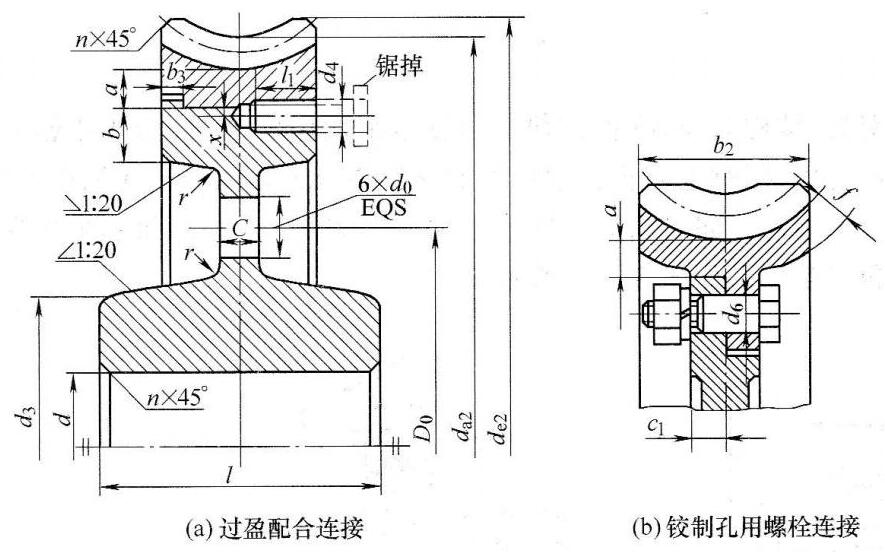 n×45°
b₃
l₁
d₄
锯掉
a
b
x
1:20
r
C
6×d₀
EQS
1:20
r
n×45°
d₃
d
D₀
dₐ₂
dₑ₂
l
(a) 过盈配合连接
b₂
f
a
d₆
c₁
(b) 铰制孔用螺栓连接